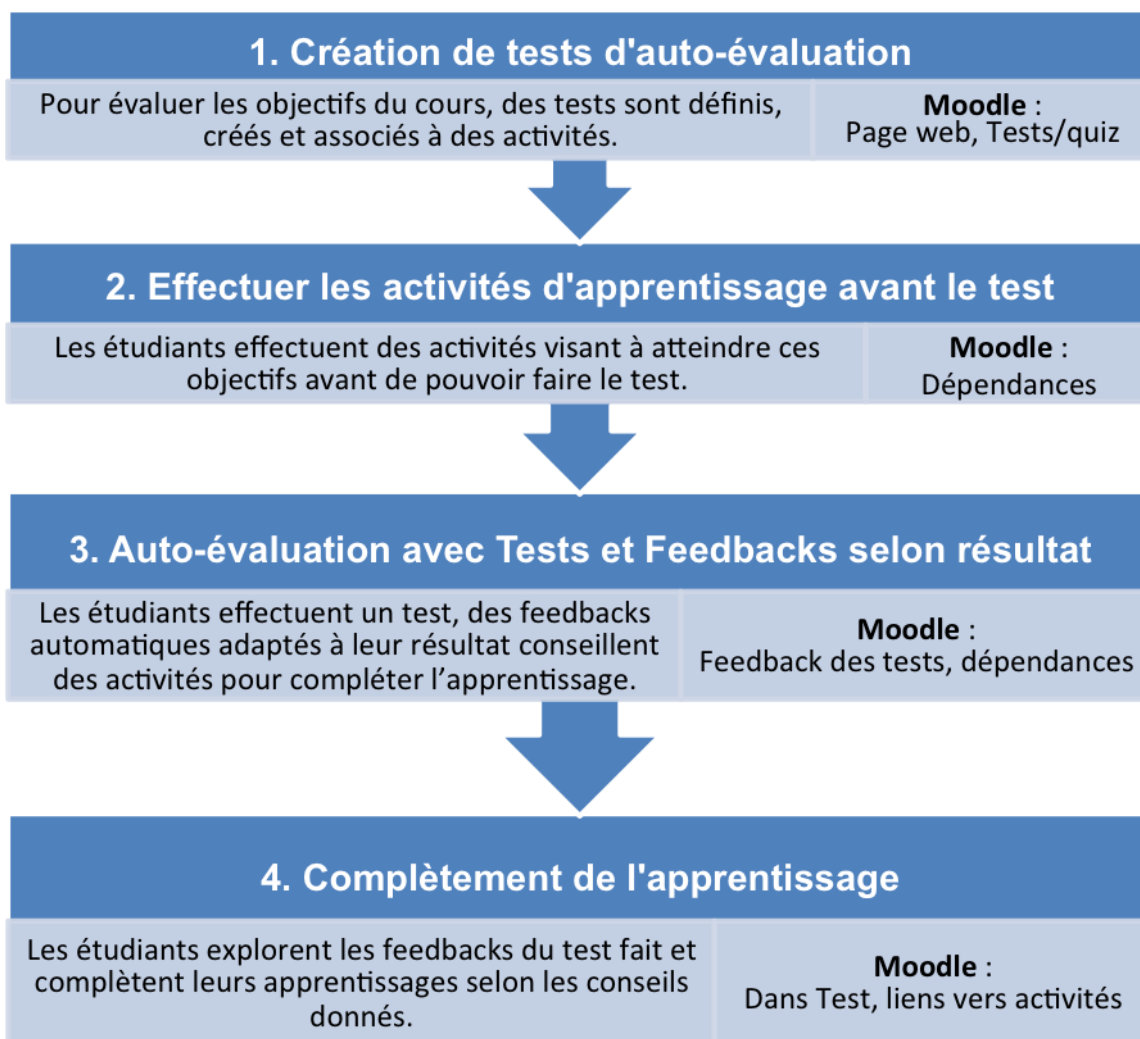 1. Création de tests d'auto-évaluation
Pour évaluer les objectifs du cours, des tests sont définis,
créés et associés à des activités.
Moodle :
Page web, Tests/quiz
2. Effectuer les activités d'apprentissage avant le test
Les étudiants effectuent des activités visant à atteindre ces
objectifs avant de pouvoir faire le test.
Moodle :
Dépendances
3. Auto-évaluation avec Tests et Feedbacks selon résultat
Les étudiants effectuent un test, des feedbacks
automatiques adaptés à leur résultat conseillent
des activités pour compléter l’apprentissage.
Moodle :
Feedback des tests, dépendances
4. Complètement de l'apprentissage
Les étudiants explorent les feedbacks du test fait et
complètent leurs apprentissages selon les conseils
donnés.
Moodle :
Dans Test, liens vers activités